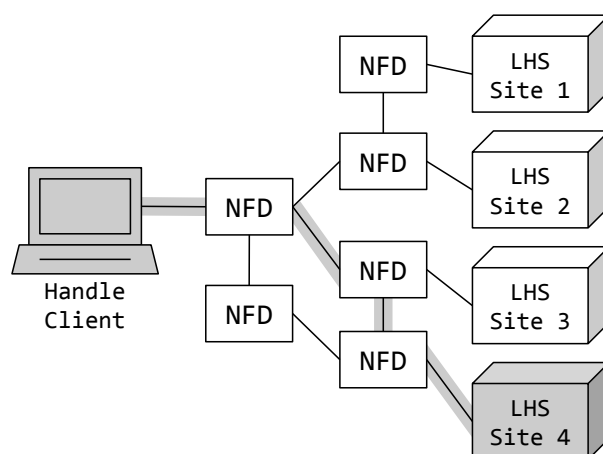 NFD
LHS
Site 1
NFD
LHS
Site 2
NFD
Handle
Client
NFD
LHS
Site 3
NFD
NFD
LHS
Site 4